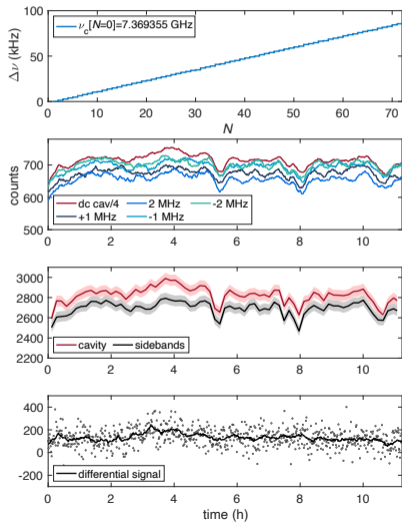 100
50
0
Δν (kHz)
ν_c[N=0]=7.369355 GHz
0 10 20 30 40 50 60 70
N
700
600
500
counts
dc cav/4 2 MHz -2 MHz
+1 MHz -1 MHz
0 2 4 6 8 10
3000
2800
2600
2400
2200
cavity sidebands
0 2 4 6 8 10
400
200
0
-200
differential signal
0 2 4 6 8 10
time (h)